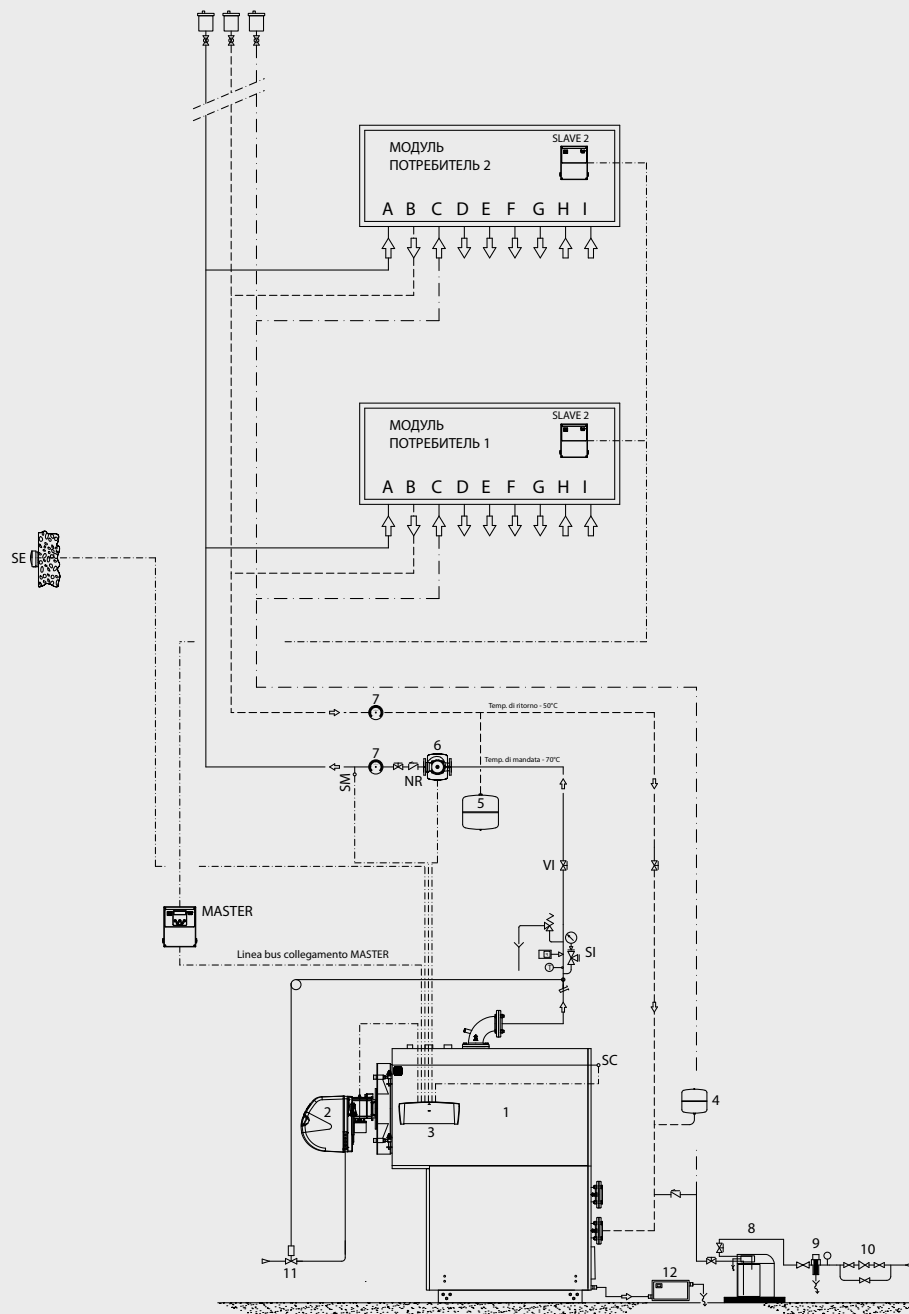 SLAVE 2
МОДУЛЬ
ПОТРЕБИТЕЛЬ 2
A B C D E F G H I
SLAVE 2
МОДУЛЬ
ПОТРЕБИТЕЛЬ 1
A B C D E F G H I
SE
7
Temp. di ritorno - 50°C
6
7
Temp. di mandata - 70°C
SM
NR
5
VI
MASTER
SI
Linea bus collegamento MASTER
SC
2
1
4
3
8
9
10
11
12